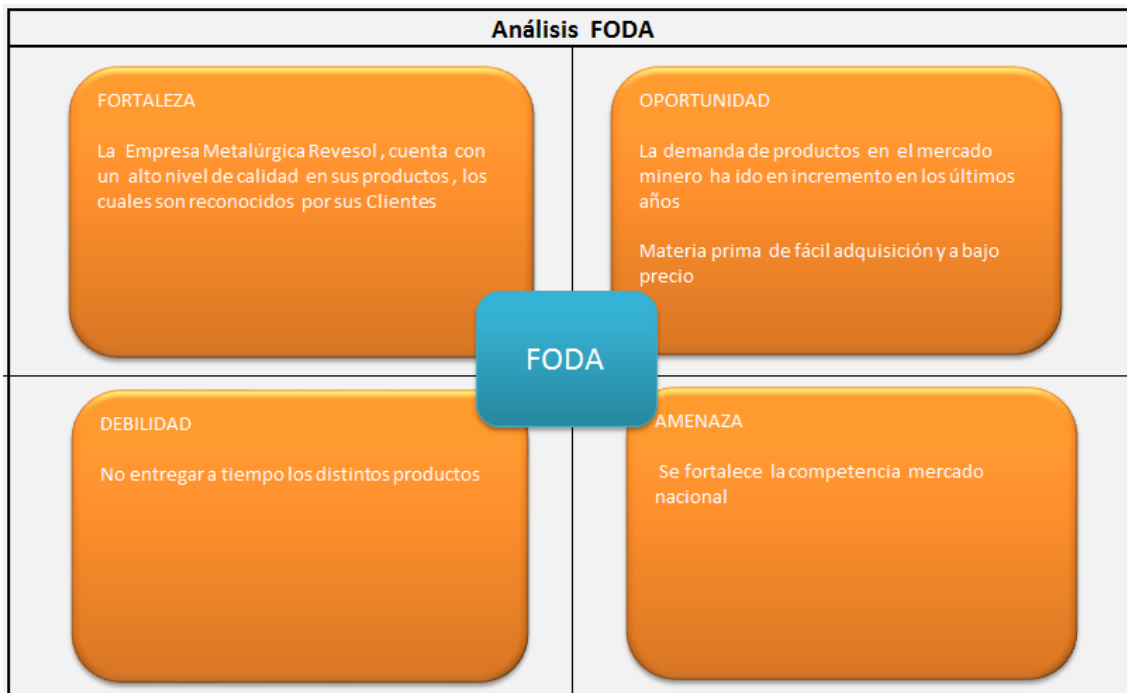 Análisis FODA
FORTALEZA
La Empresa Metalúrgica Revesol , cuenta con
un alto nivel de calidad en sus productos , los
cuales son reconocidos por sus Clientes
OPORTUNIDAD
La demanda de productos en el mercado
minero ha ido en incremento en los últimos
años
Materia prima de fácil adquisición y a bajo
precio
FODA
DEBILIDAD
No entregar a tiempo los distintos productos
AMENAZA
Se fortalece la competencia mercado
nacional